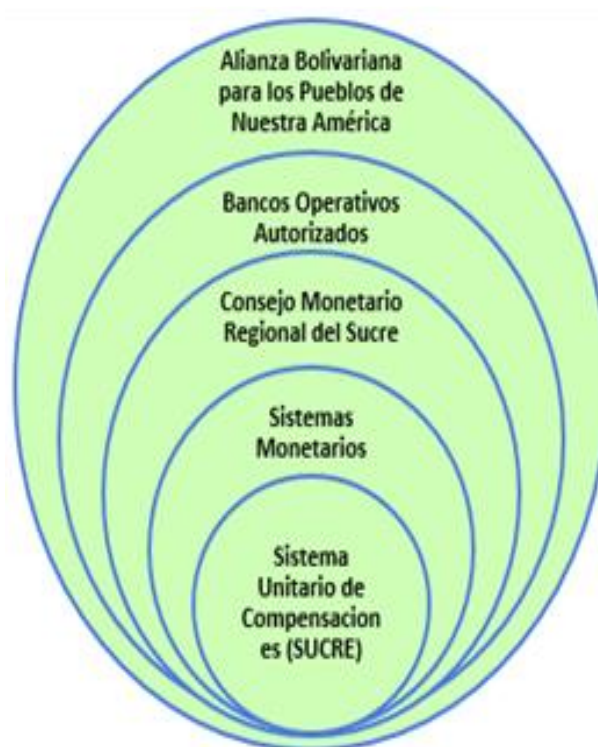 Alianza Bolivariana
para los Pueblos de
Nuestra América
Bancos Operativos
Autorizados
Consejo Monetario
Regional del Sucre
Sistemas
Monetarios
Sistema
Unitario de
Compensacion
es (SUCRE)